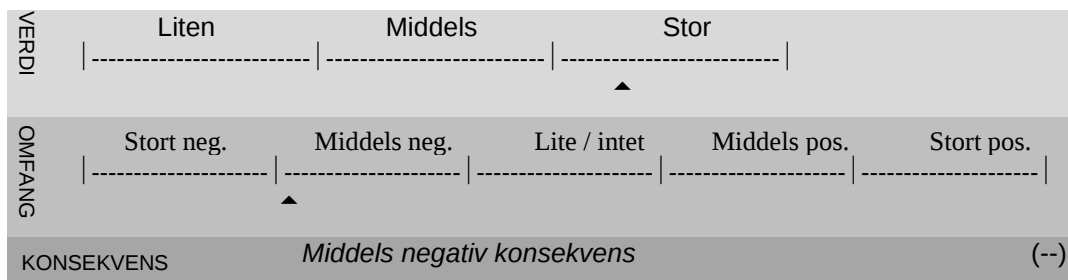 VERDI
Liten Middels Stor
|--------------------------|--------------------------|--------------------------|
OMFANG
Stort neg. Middels neg. Lite / intet Middels pos. Stort pos.
|---------------------|---------------------|---------------------|---------------------|---------------------|
KONSEKVENS Middels negativ konsekvens (--)